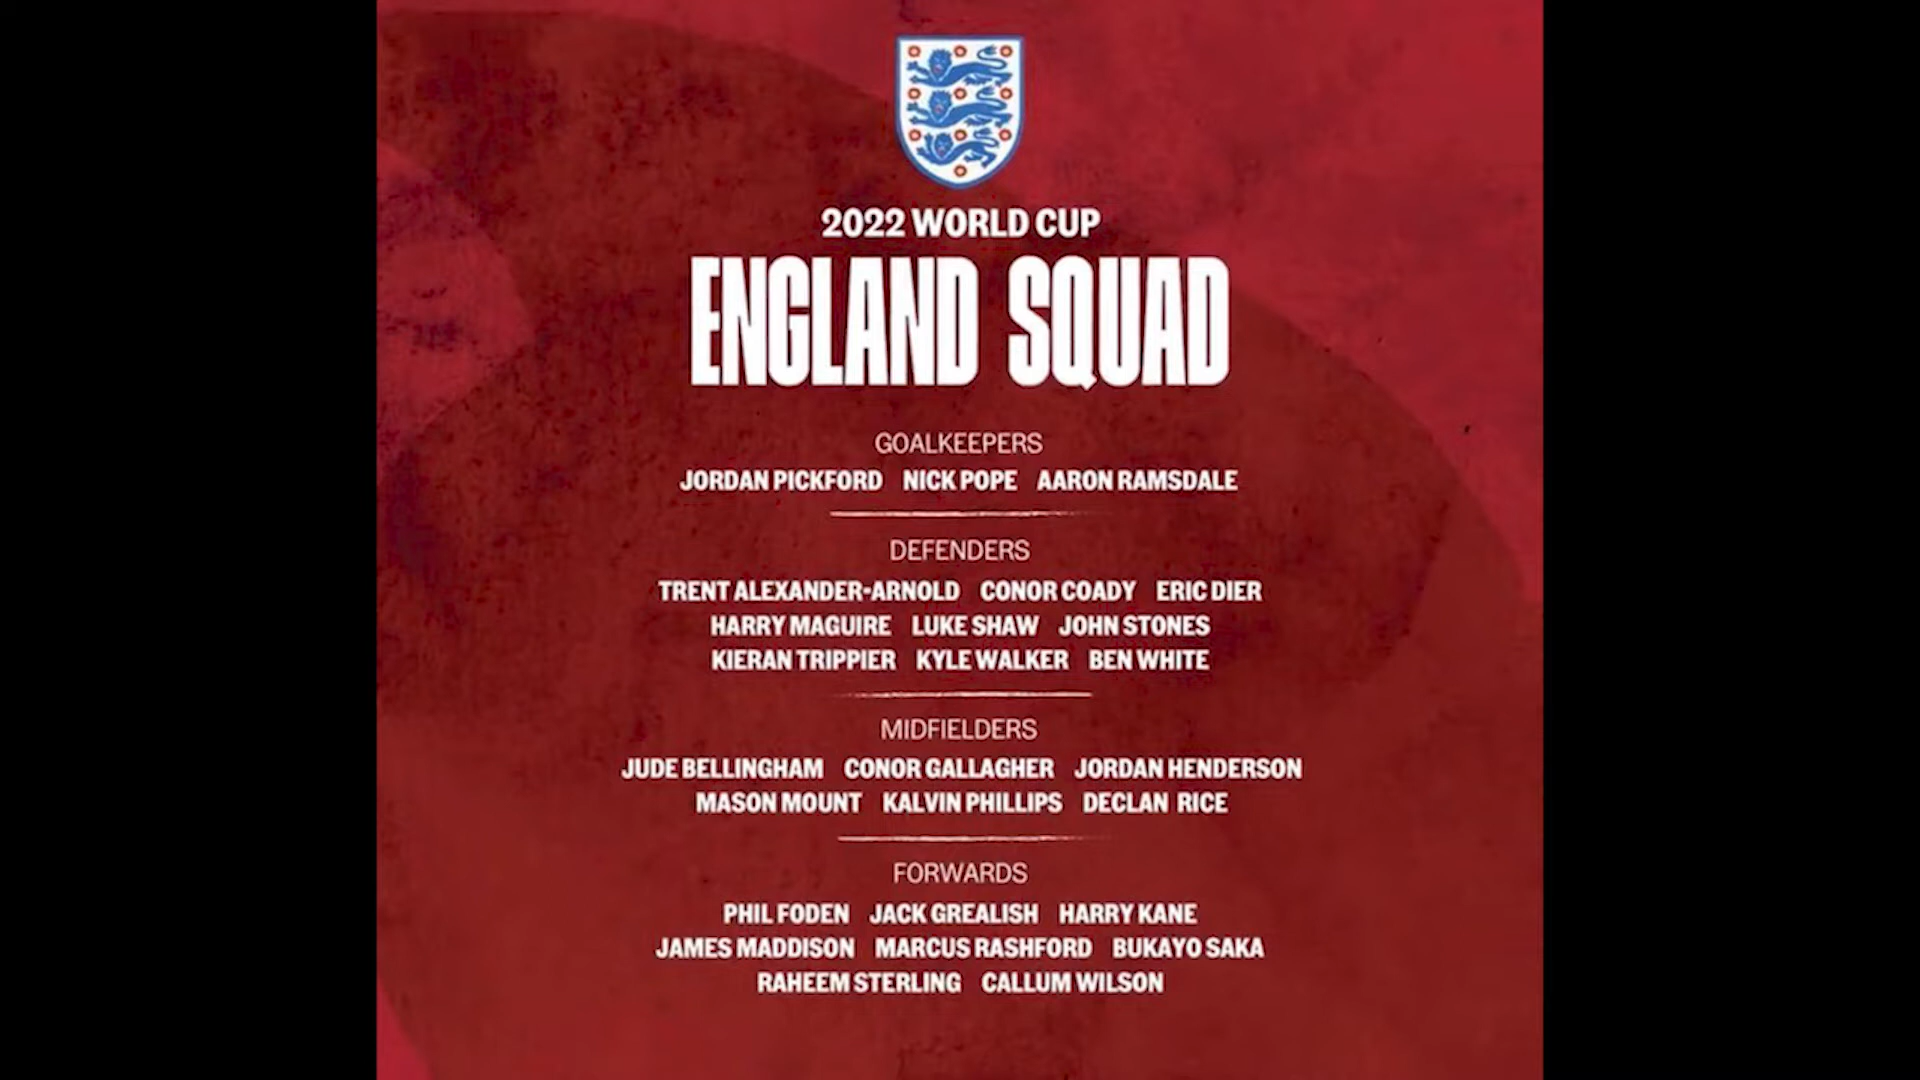 2022 WORLD CUP
ENGLAND SQUAD
GOALKEEPERS
JORDAN PICKFORD NICK POPE AARON RAMSDALE
DEFENDERS
TRENT ALEXANDER-ARNOLD CONOR COADY ERIC DIER
HARRY MAGUIRE LUKE SHAW JOHN STONES
KIERAN TRIPPIER KYLE WALKER BEN WHITE
MIDFIELDERS
JUDE BELLINGHAM CONOR GALLAGHER JORDAN HENDERSON
MASON MOUNT KALVIN PHILLIPS DECLAN RICE
FORWARDS
PHIL FODEN JACK GREALISH HARRY KANE
JAMES MADDISON MARCUS RASHFORD BUKAYO SAKA
RAHEEM STERLING CALLUM WILSON